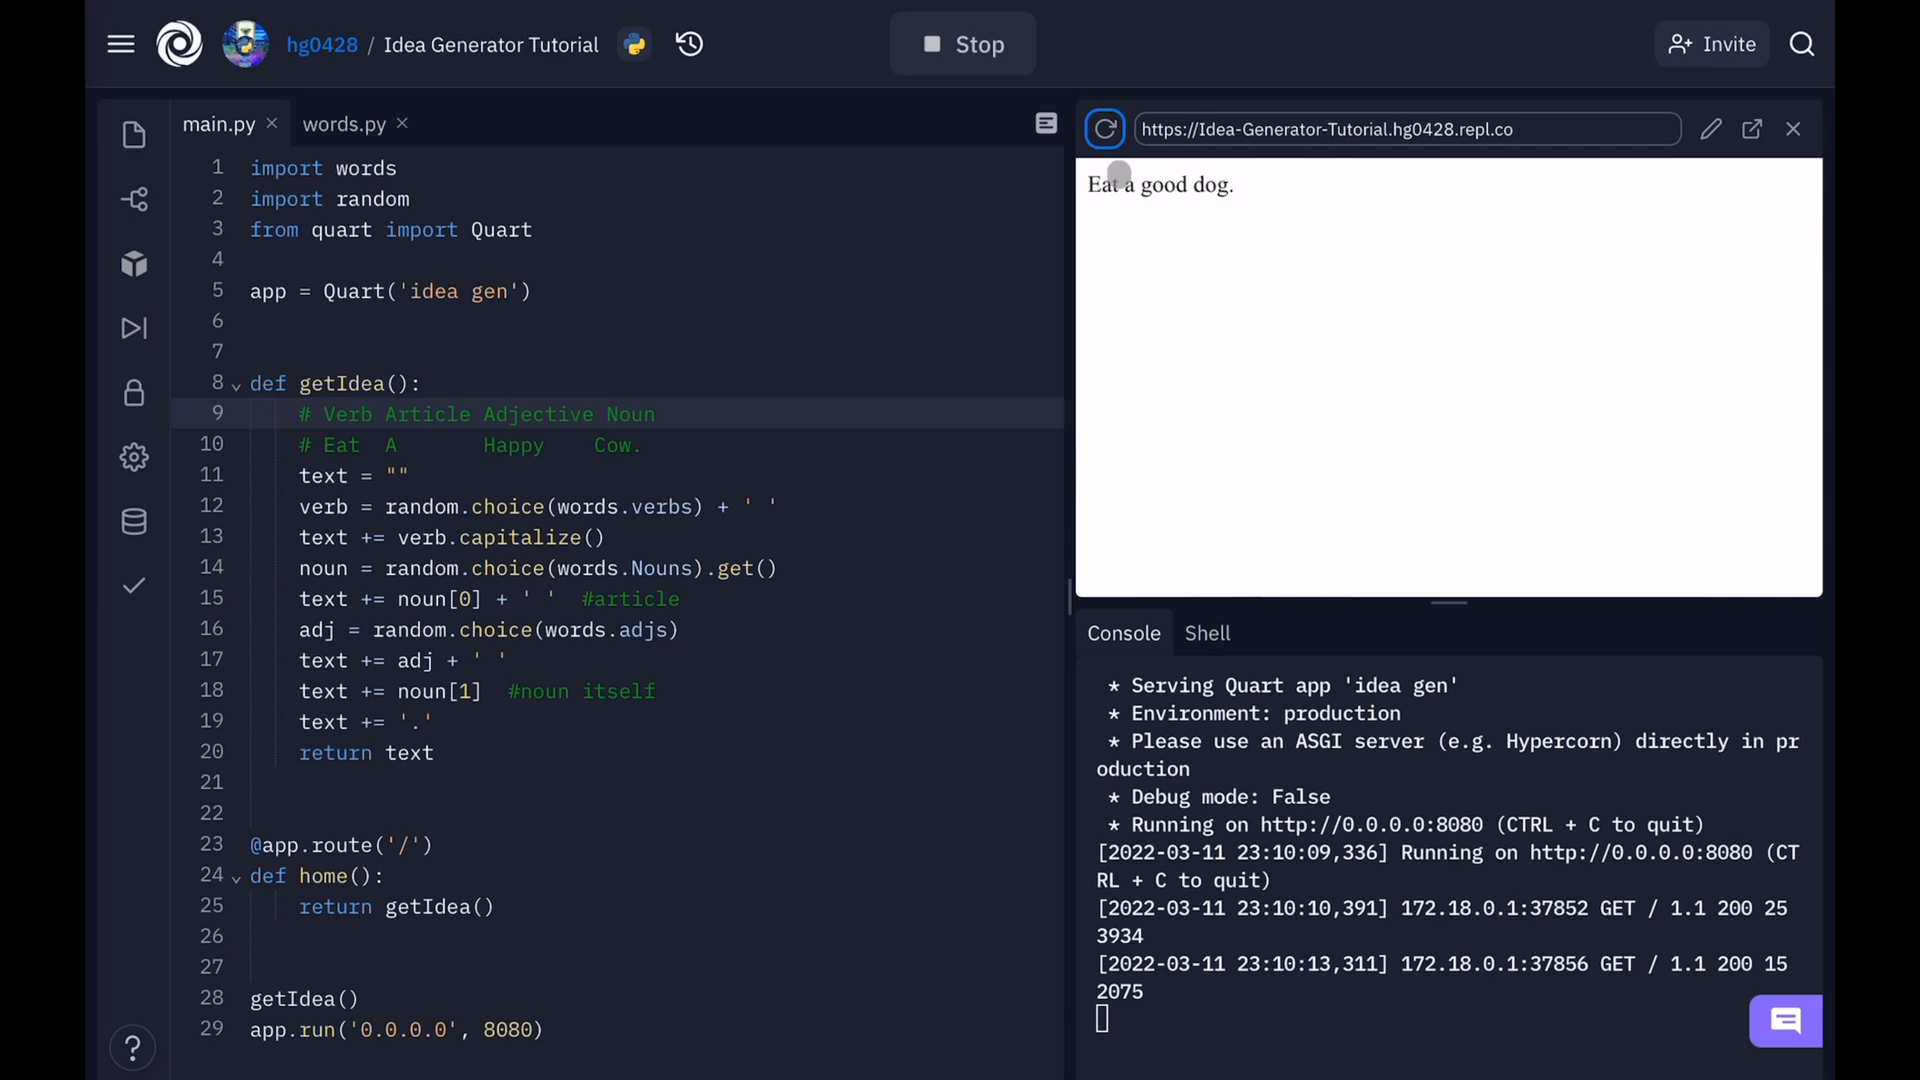 hg0428 / Idea Generator Tutorial
Stop
Invite
main.py
words.py
1 import words
2 import random
3 from quart import Quart
4
5 app = Quart('idea gen')
6
7
8 def getIdea():
9 # Verb Article Adjective Noun
10 # Eat A Happy Cow.
11 text = ""
12 verb = random.choice(words.verbs) + ' '
13 text += verb.capitalize()
14 noun = random.choice(words.Nouns).get()
15 text += noun[0] + ' ' #article
16 adj = random.choice(words.adjs)
17 text += adj + ' '
18 text += noun[1] #noun itself
19 text += '.'
20 return text
21
22
23 @app.route('/')
24 def home():
25 return getIdea()
26
27
28 getIdea()
29 app.run('0.0.0.0', 8080)
?
https://Idea-Generator-Tutorial.hg0428.repl.co
Eat a good dog.
Console Shell
* Serving Quart app 'idea gen'
* Environment: production
* Please use an ASGI server (e.g. Hypercorn) directly in pr
oduction
* Debug mode: False
* Running on http://0.0.0.0:8080 (CTRL + C to quit)
[2022-03-11 23:10:09,336] Running on http://0.0.0.0:8080 (CT
RL + C to quit)
[2022-03-11 23:10:10,391] 172.18.0.1:37852 GET / 1.1 200 25
3934
[2022-03-11 23:10:13,311] 172.18.0.1:37856 GET / 1.1 200 15
2075